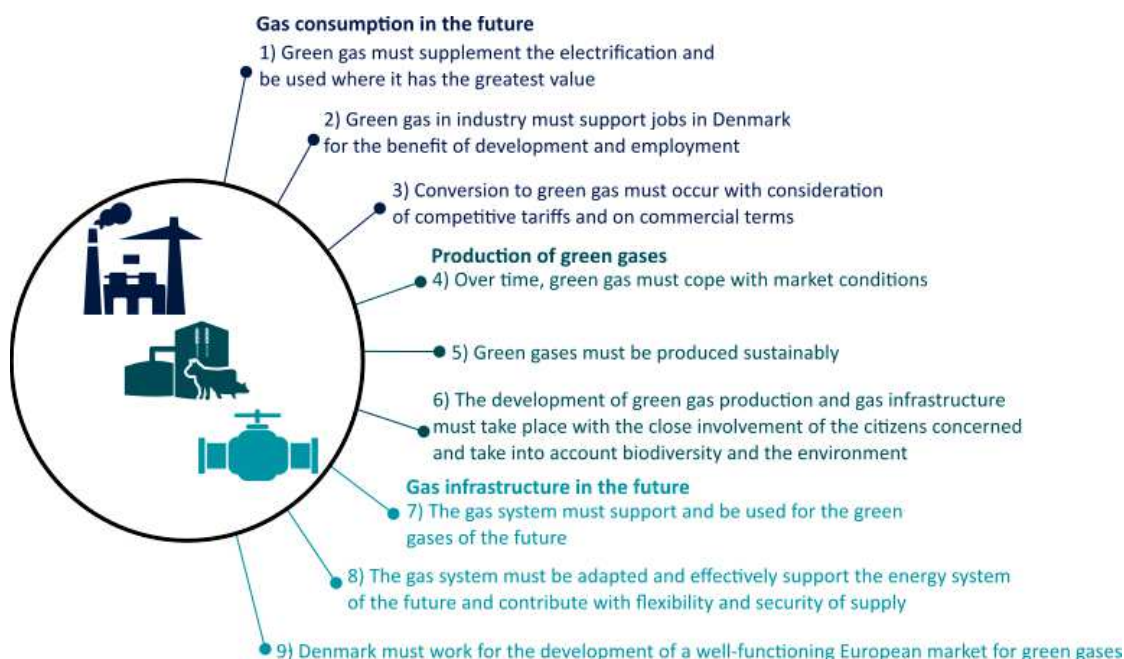 Gas consumption in the future
1) Green gas must supplement the electrification and
be used where it has the greatest value
2) Green gas in industry must support jobs in Denmark
for the benefit of development and employment
3) Conversion to green gas must occur with consideration
of competitive tariffs and on commercial terms
Production of green gases
4) Over time, green gas must cope with market conditions
5) Green gases must be produced sustainably
6) The development of green gas production and gas infrastructure
must take place with the close involvement of the citizens concerned
and take into account biodiversity and the environment
Gas infrastructure in the future
7) The gas system must support and be used for the green
gases of the future
8) The gas system must be adapted and effectively support the energy system
of the future and contribute with flexibility and security of supply
9) Denmark must work for the development of a well-functioning European market for green gases